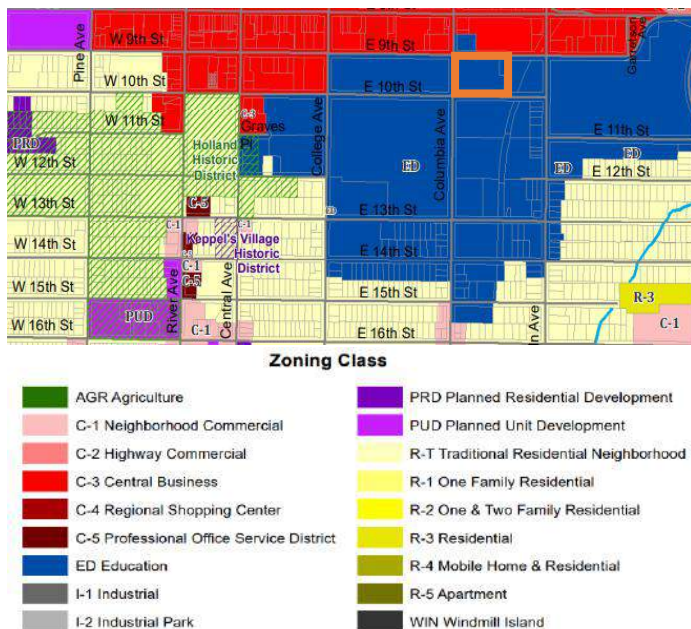 Pine Ave
W 9th St
E 9th St
Garretson Ave
W 10th St
E 10th St
W 11th St
C-3
Graves Pl
College Ave
Columbia Ave
E 11th St
PRD
W 12th St
Holland
Historic
District
ED
ED
ED
E 12th St
W 13th St
C-5
E 13th St
C-1
C-1
W 14th St
Keppel's Village
Historic
District
E 14th St
C-1
W 15th St
C-5
River Ave
Central Ave
E 15th St
R-3
W 16th St
PUD
C-1
E 16th St
ln Ave
C-1
Zoning Class
AGR Agriculture
C-1 Neighborhood Commercial
C-2 Highway Commercial
C-3 Central Business
C-4 Regional Shopping Center
C-5 Professional Office Service District
ED Education
I-1 Industrial
I-2 Industrial Park
PRD Planned Residential Development
PUD Planned Unit Development
R-T Traditional Residential Neighborhood
R-1 One Family Residential
R-2 One & Two Family Residential
R-3 Residential
R-4 Mobile Home & Residential
R-5 Apartment
WIN Windmill Island